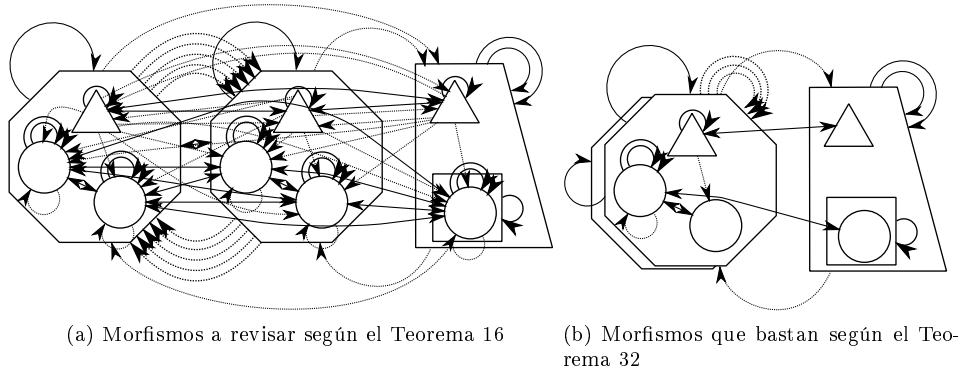 (a) Morfismos a revisar según el Teorema 16
(b) Morfismos que bastan según el Teo-
rema 32